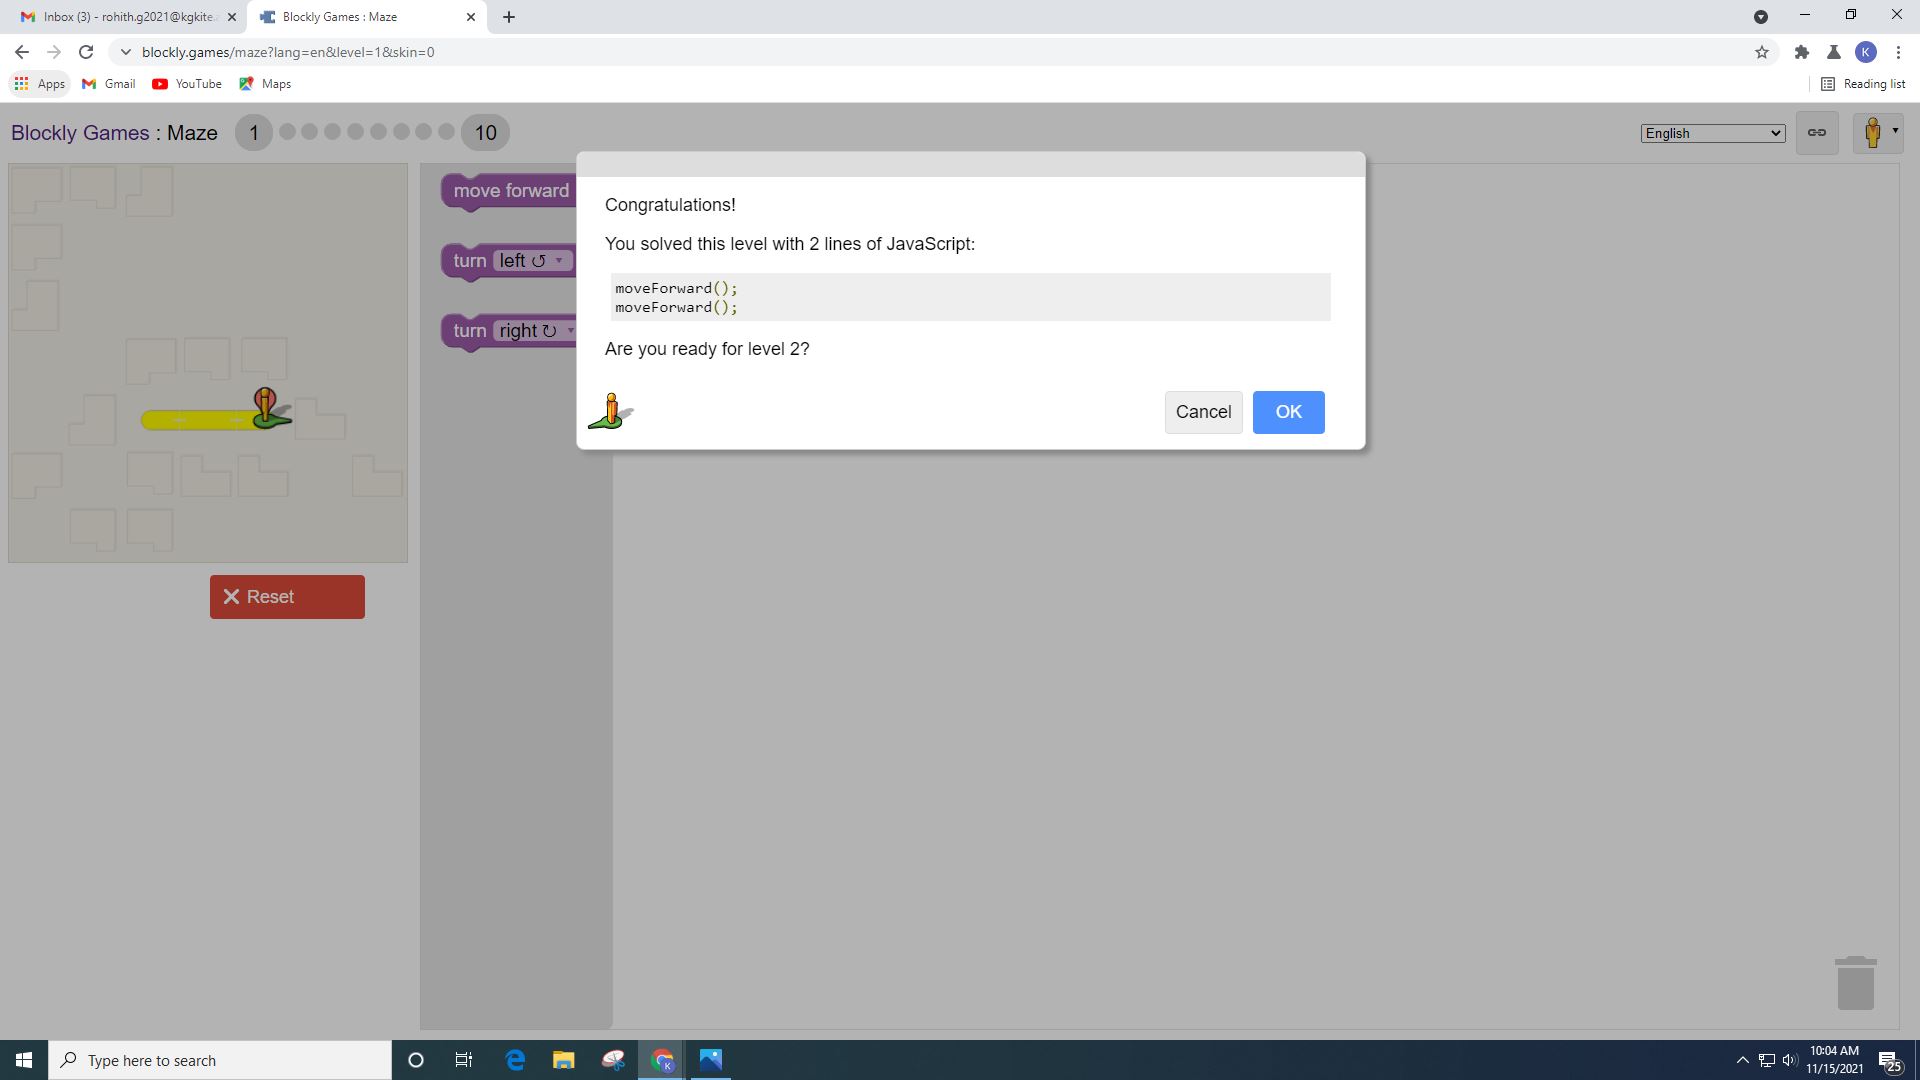 Inbox (3) - rohith.g2021@kgkite.
Blockly Games : Maze
blockly.games/maze?lang=en&level=1&skin=0
K
Apps
Gmail
YouTube
Maps
Reading list
Blockly Games : Maze
1
10
English
move forward
turn left ↺
turn right ↻
Congratulations!
You solved this level with 2 lines of JavaScript:
moveForward();
moveForward();
Are you ready for level 2?
Cancel
OK
Reset
Type here to search
K
10:04 AM
11/15/2021
25